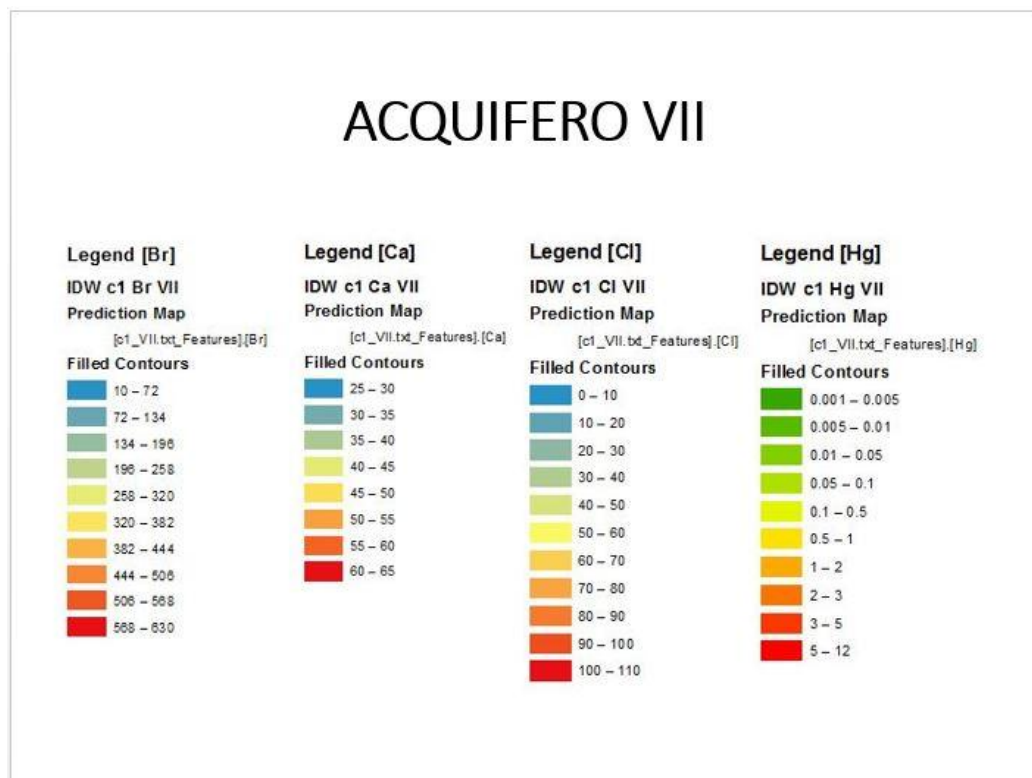 ACQUIFERO VII
Legend [Br]
IDW c1 Br VII
Prediction Map
[c1_VII.txt_Features].[Br]
Filled Contours
10 – 72
72 – 134
134 – 196
196 – 258
258 – 320
320 – 382
382 – 444
444 – 506
506 – 568
568 – 630
Legend [Ca]
IDW c1 Ca VII
Prediction Map
[c1_VII.txt_Features].[Ca]
Filled Contours
25 – 30
30 – 35
35 – 40
40 – 45
45 – 50
50 – 55
55 – 60
60 – 65
Legend [Cl]
IDW c1 Cl VII
Prediction Map
[c1_VII.txt_Features].[Cl]
Filled Contours
0 – 10
10 – 20
20 – 30
30 – 40
40 – 50
50 – 60
60 – 70
70 – 80
80 – 90
90 – 100
100 – 110
Legend [Hg]
IDW c1 Hg VII
Prediction Map
[c1_VII.txt_Features].[Hg]
Filled Contours
0.001 – 0.005
0.005 – 0.01
0.01 – 0.05
0.05 – 0.1
0.1 – 0.5
0.5 – 1
1 – 2
2 – 3
3 – 5
5 – 12